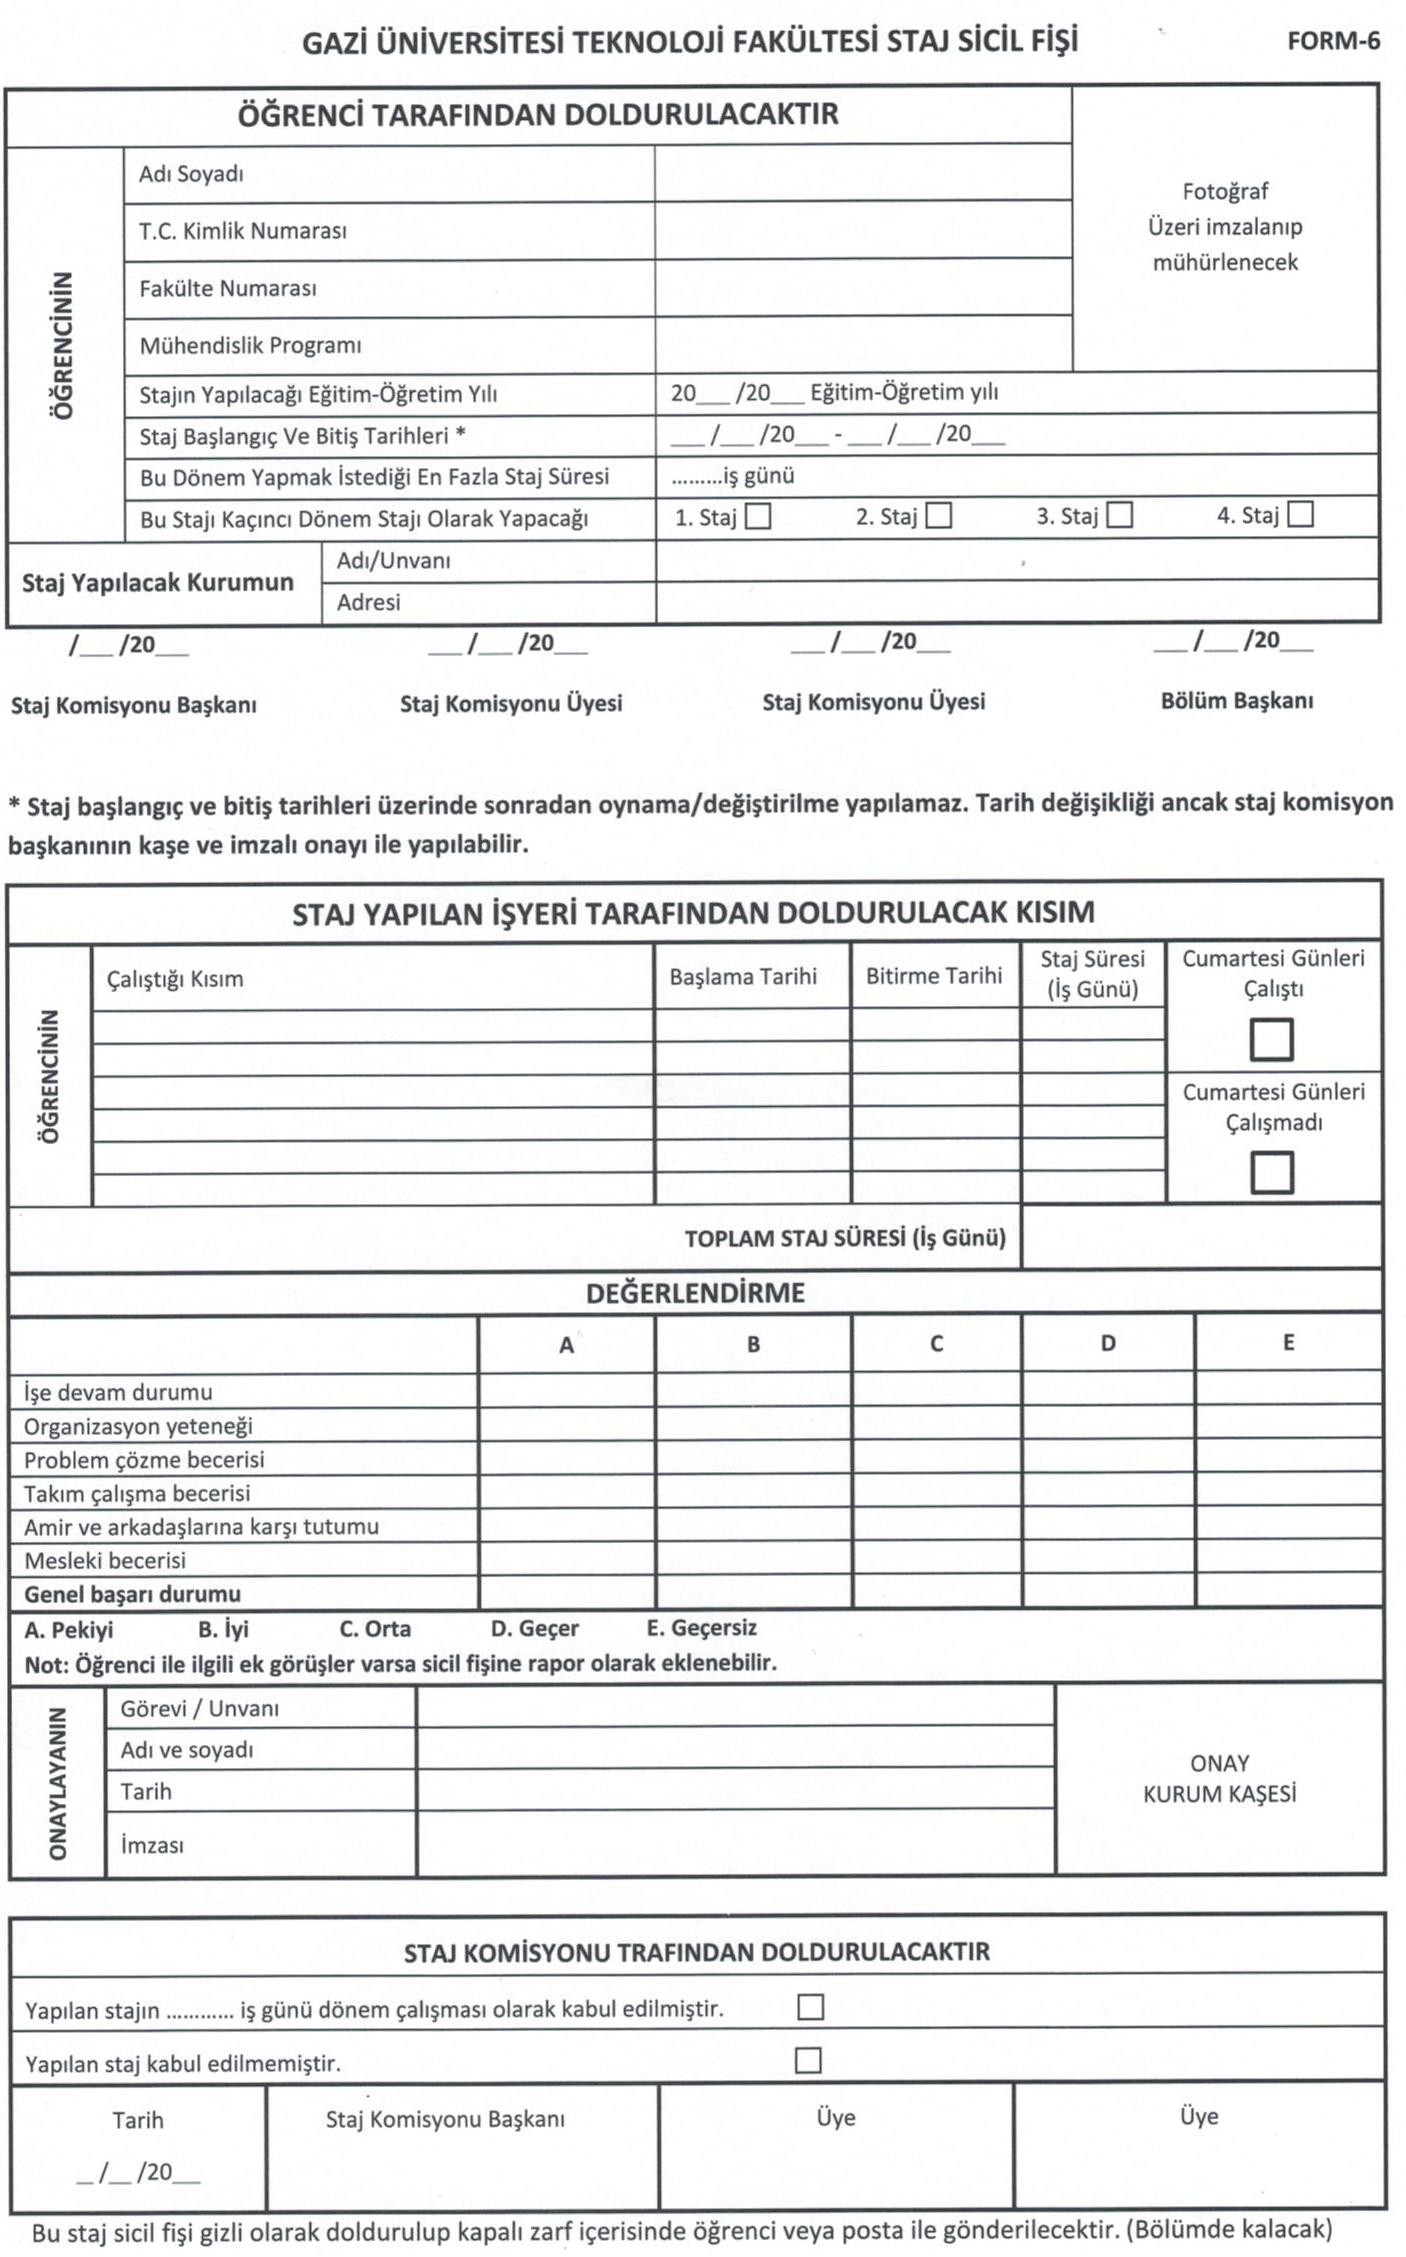 GAZİ ÜNİVERSİTESİ TEKNOLOJİ FAKÜLTESİ STAJ SİCİL FİŞİ FORM-6
ÖĞRENCİ TARAFINDAN DOLDURULACAKTIR
Fotoğraf
Üzeri imzalanıp
mühürlenecek
ÖĞRENCİNİN
Adı Soyadı
T.C. Kimlik Numarası
Fakülte Numarası
Mühendislik Programı
Stajın Yapılacağı Eğitim-Öğretim Yılı 20___ /20___ Eğitim-Öğretim yılı
Staj Başlangıç Ve Bitiş Tarihleri * ___/___ /20___ - ___/___ /20___
Bu Dönem Yapmak İstediği En Fazla Staj Süresi .........iş günü
Bu Stajı Kaçıncı Dönem Stajı Olarak Yapacağı 1. Staj ☐ 2. Staj ☐ 3. Staj ☐ 4. Staj ☐
Staj Yapılacak Kurumun
Adı/Unvanı
Adresi
/___ /20___ ___/___ /20___ ___/___ /20___ ___/___ /20___
Staj Komisyonu Başkanı Staj Komisyonu Üyesi Staj Komisyonu Üyesi Bölüm Başkanı
* Staj başlangıç ve bitiş tarihleri üzerinde sonradan oynama/değiştirilme yapılamaz. Tarih değişikliği ancak staj komisyon
başkanının kaşe ve imzalı onayı ile yapılabilir.
STAJ YAPILAN İŞYERİ TARAFINDAN DOLDURULACAK KISIM
ÖĞRENCİNİN
Çalıştığı Kısım Başlama Tarihi Bitirme Tarihi
Staj Süresi
(İş Günü)
Cumartesi Günleri
Çalıştı
☐
Cumartesi Günleri
Çalışmadı
☐
TOPLAM STAJ SÜRESİ (İş Günü)
DEĞERLENDİRME
A B C D E
İşe devam durumu
Organizasyon yeteneği
Problem çözme becerisi
Takım çalışma becerisi
Amir ve arkadaşlarına karşı tutumu
Mesleki becerisi
Genel başarı durumu
A. Pekiyi B. İyi C. Orta D. Geçer E. Geçersiz
Not: Öğrenci ile ilgili ek görüşler varsa sicil fişine rapor olarak eklenebilir.
ONAYLAYANIN
Görevi / Unvanı
Adı ve soyadı
Tarih
İmzası
ONAY
KURUM KAŞESİ
STAJ KOMİSYONU TRAFINDAN DOLDURULACAKTIR
Yapılan stajın ............ iş günü dönem çalışması olarak kabul edilmiştir. ☐
Yapılan staj kabul edilmemiştir. ☐
Tarih Staj Komisyonu Başkanı Üye Üye
_/__ /20___
Bu staj sicil fişi gizli olarak doldurulup kapalı zarf içerisinde öğrenci veya posta ile gönderilecektir. (Bölümde kalacak)